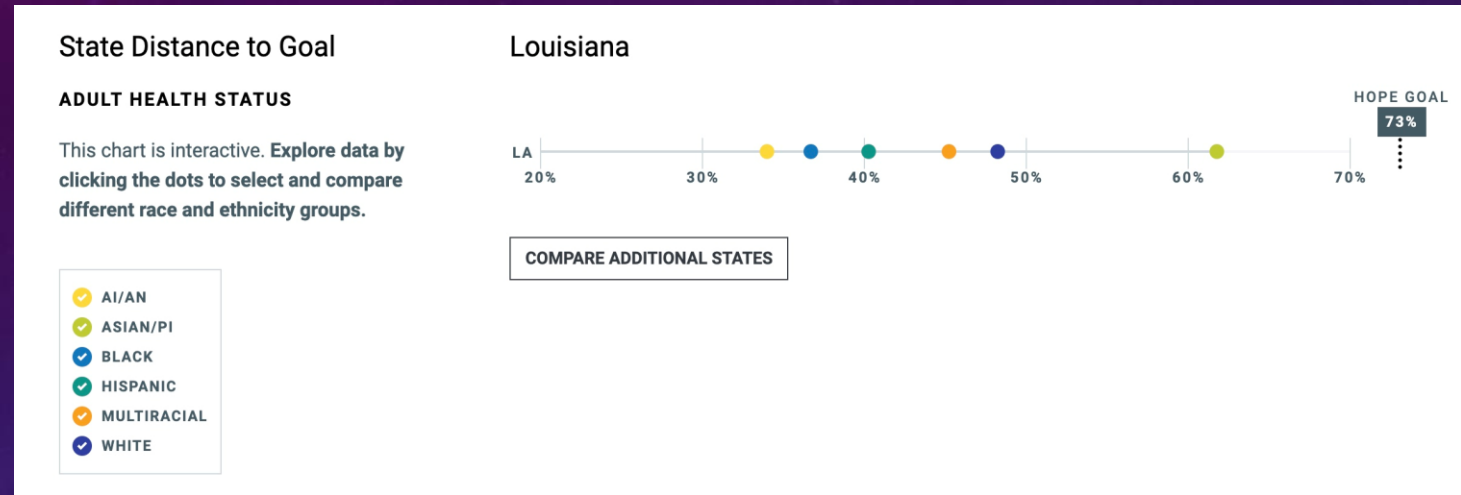 State Distance to Goal
ADULT HEALTH STATUS
This chart is interactive. Explore data by
clicking the dots to select and compare
different race and ethnicity groups.
AI/AN
ASIAN/PI
BLACK
HISPANIC
MULTIRACIAL
WHITE
Louisiana
HOPE GOAL
73%
LA
20% 30% 40% 50% 60% 70%
COMPARE ADDITIONAL STATES